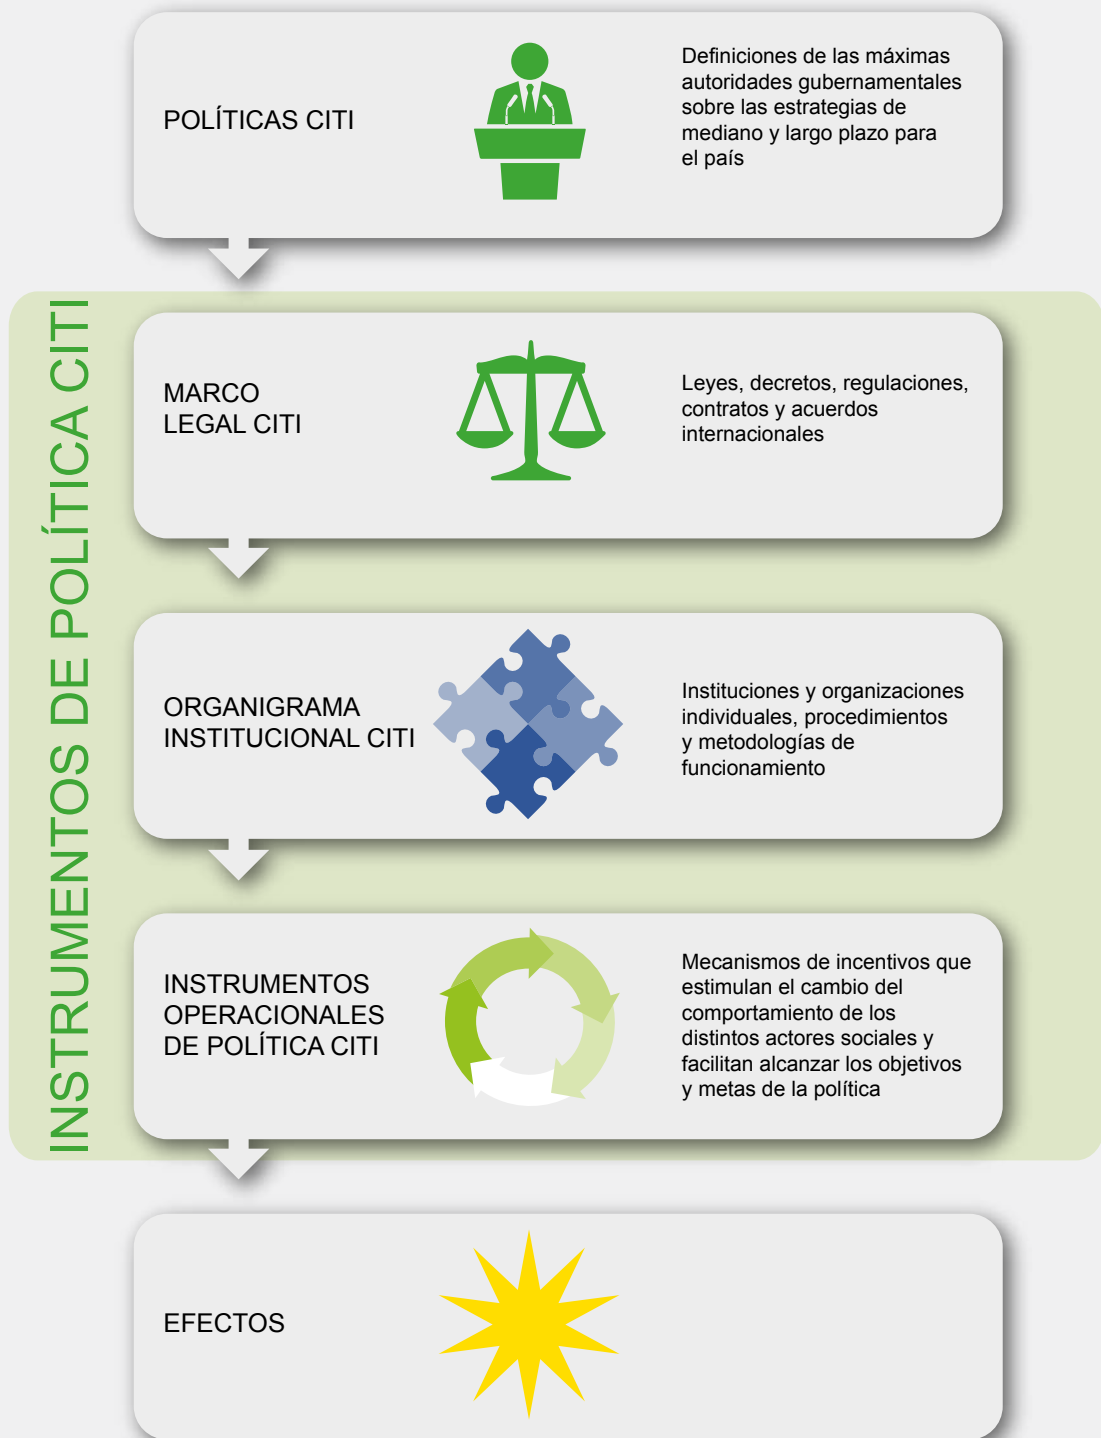 POLÍTICAS CITI
Definiciones de las máximas
autoridades gubernamentales
sobre las estrategias de
mediano y largo plazo para
el país
INSTRUMENTOS DE POLÍTICA CITI
MARCO
LEGAL CITI
Leyes, decretos, regulaciones,
contratos y acuerdos
internacionales
ORGANIGRAMA
INSTITUCIONAL CITI
Instituciones y organizaciones
individuales, procedimientos
y metodologías de
funcionamiento
INSTRUMENTOS
OPERACIONALES
DE POLÍTICA CITI
Mecanismos de incentivos que
estimulan el cambio del
comportamiento de los
distintos actores sociales y
facilitan alcanzar los objetivos
y metas de la política
EFECTOS